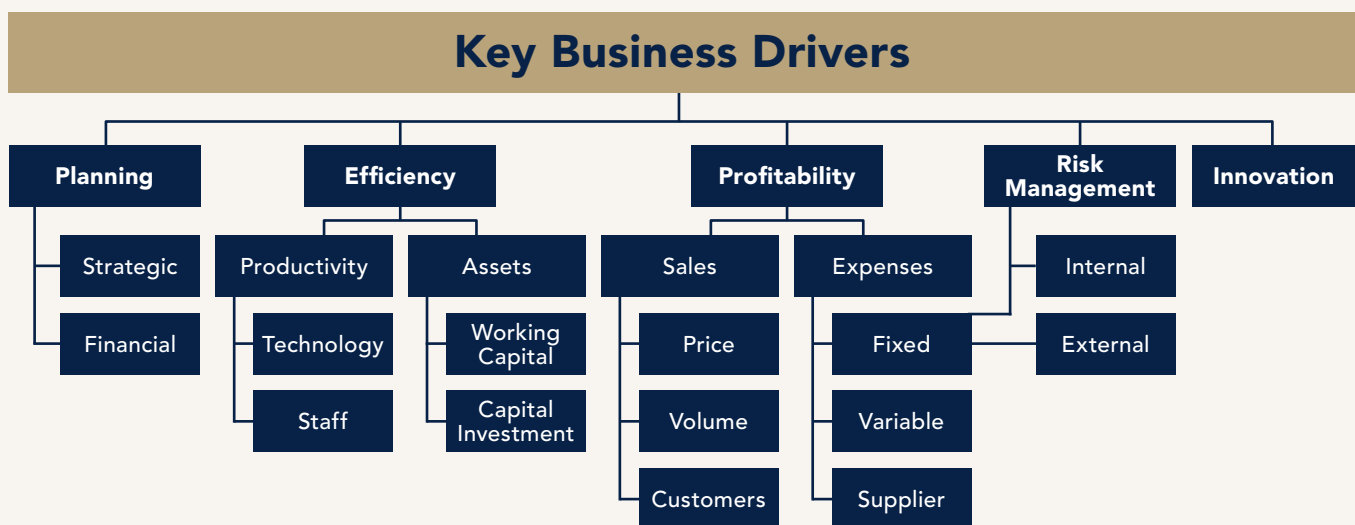 Key Business Drivers
Planning
Efficiency
Profitability
Risk
Management
Innovation
Strategic
Productivity
Assets
Sales
Expenses
Internal
Financial
Technology
Working
Capital
Price
Fixed
External
Staff
Capital
Investment
Volume
Variable
Customers
Supplier